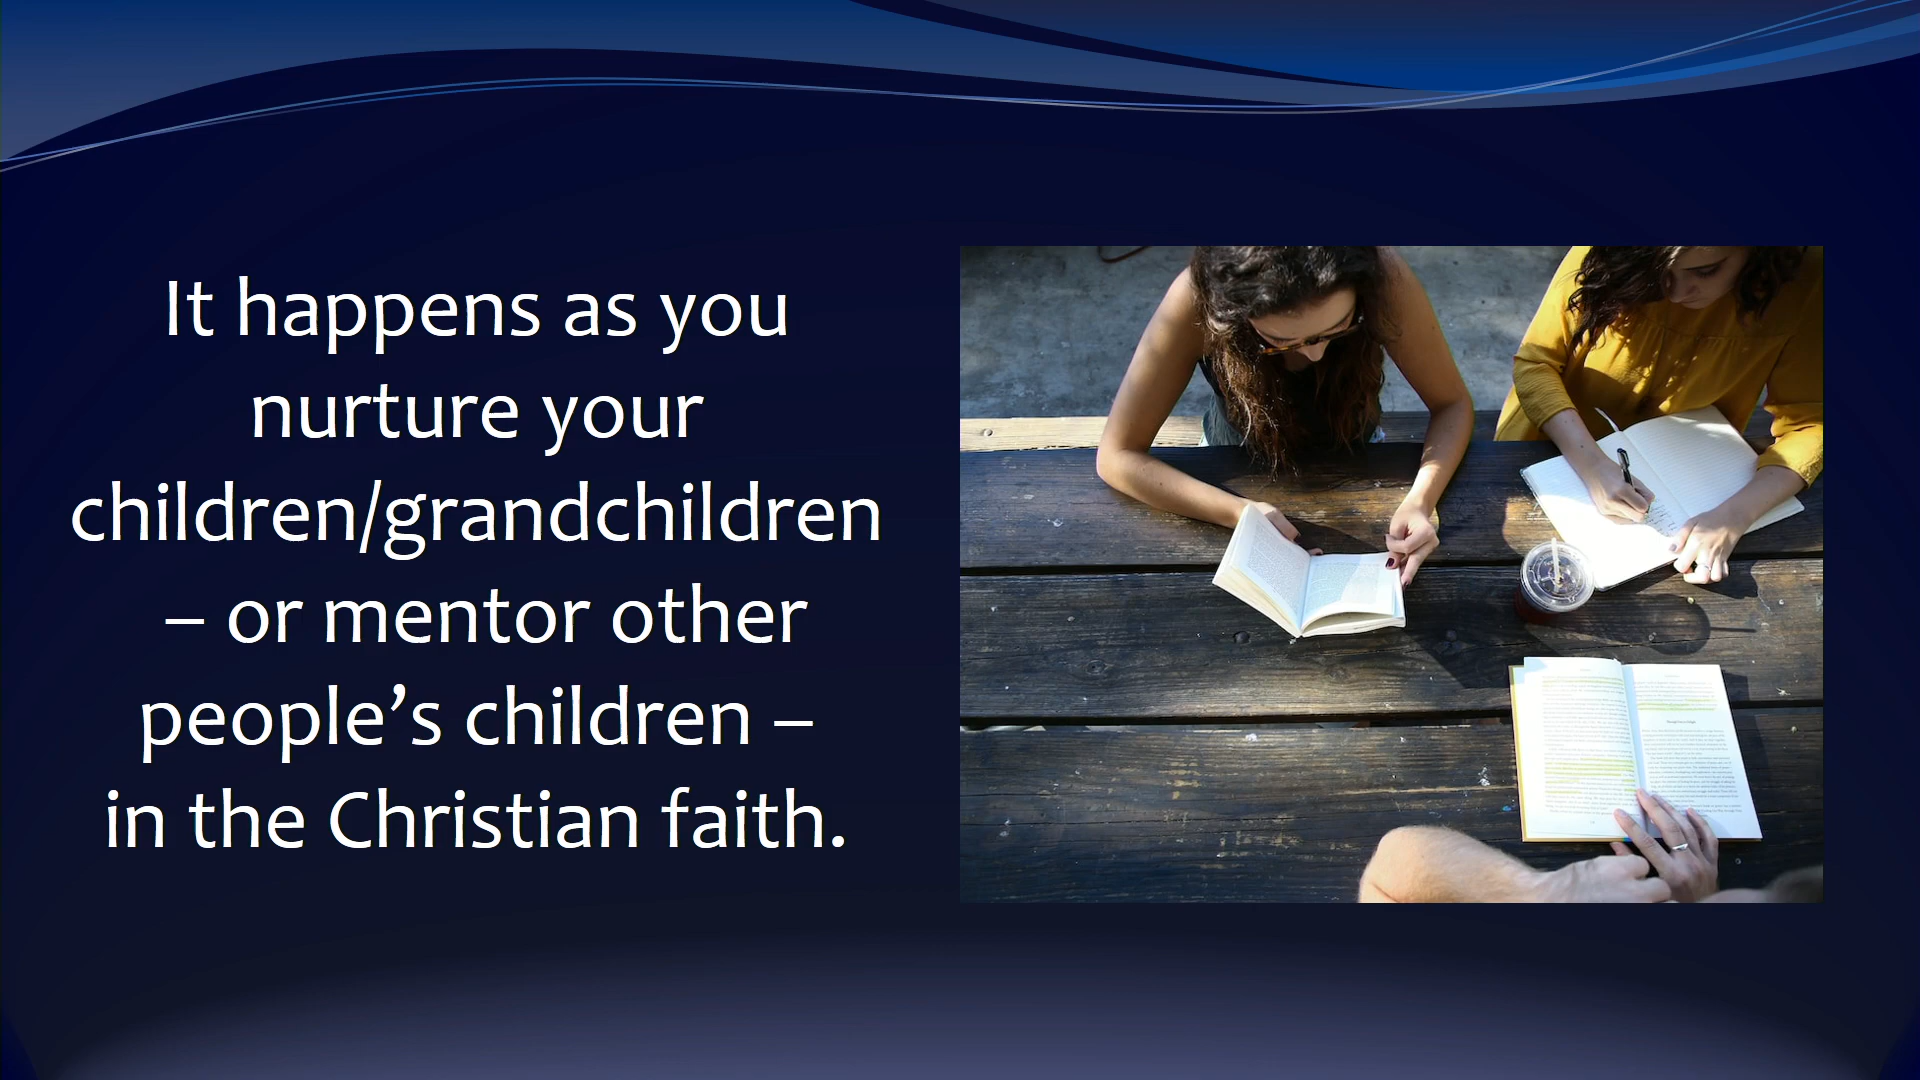 It happens as you
nurture your
children/grandchildren
– or mentor other
people’s children –
in the Christian faith.